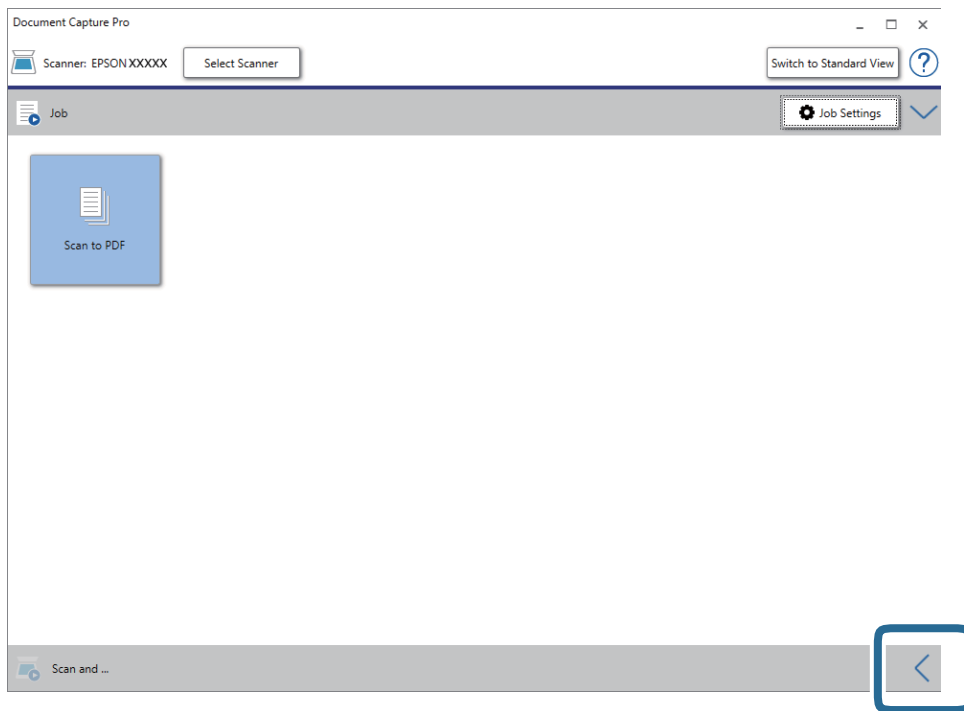 Document Capture Pro
Scanner: EPSON XXXXX
Select Scanner
Switch to Standard View
?
Job
Job Settings
Scan to PDF
Scan and ...